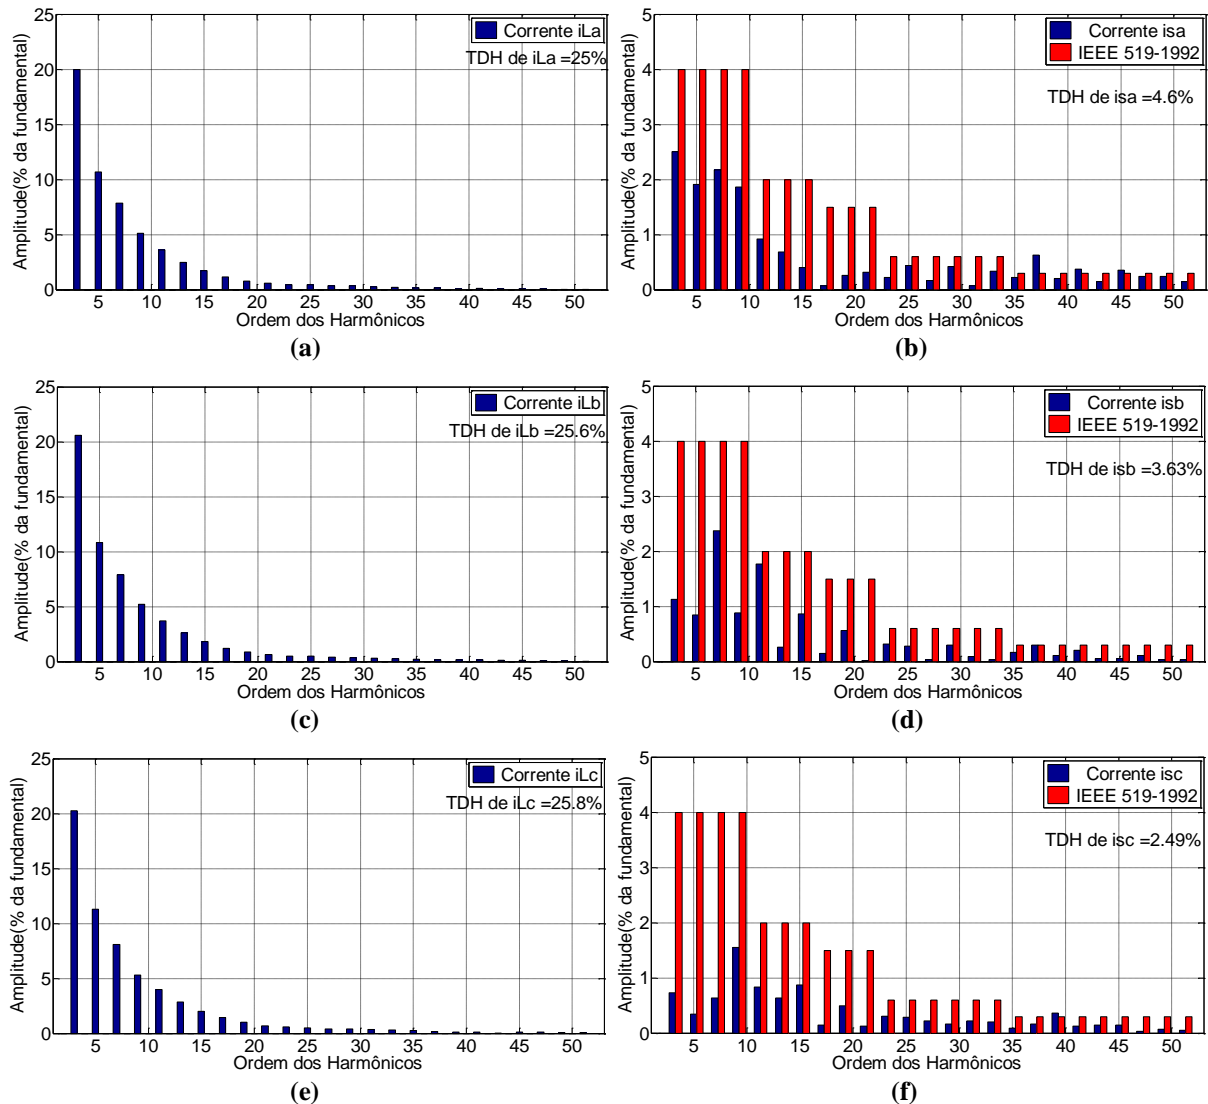 25
20
15
10
5
0
Amplitude(% da fundamental)
Corrente iLa
TDH de iLa =25%
5 10 15 20 25 30 35 40 45 50
Ordem dos Harmônicos
(a)
5
4
3
2
1
0
Amplitude(% da fundamental)
Corrente isa
IEEE 519-1992
TDH de isa =4.6%
5 10 15 20 25 30 35 40 45 50
Ordem dos Harmônicos
(b)
25
20
15
10
5
0
Amplitude(% da fundamental)
Corrente iLb
TDH de iLb =25.6%
5 10 15 20 25 30 35 40 45 50
Ordem dos Harmônicos
(c)
5
4
3
2
1
0
Amplitude(% da fundamental)
Corrente isb
IEEE 519-1992
TDH de isb =3.63%
5 10 15 20 25 30 35 40 45 50
Ordem dos Harmônicos
(d)
25
20
15
10
5
0
Amplitude(% da fundamental)
Corrente iLc
TDH de iLc =25.8%
5 10 15 20 25 30 35 40 45 50
Ordem dos Harmônicos
(e)
5
4
3
2
1
0
Amplitude(% da fundamental)
Corrente isc
IEEE 519-1992
TDH de isc =2.49%
5 10 15 20 25 30 35 40 45 50
Ordem dos Harmônicos
(f)